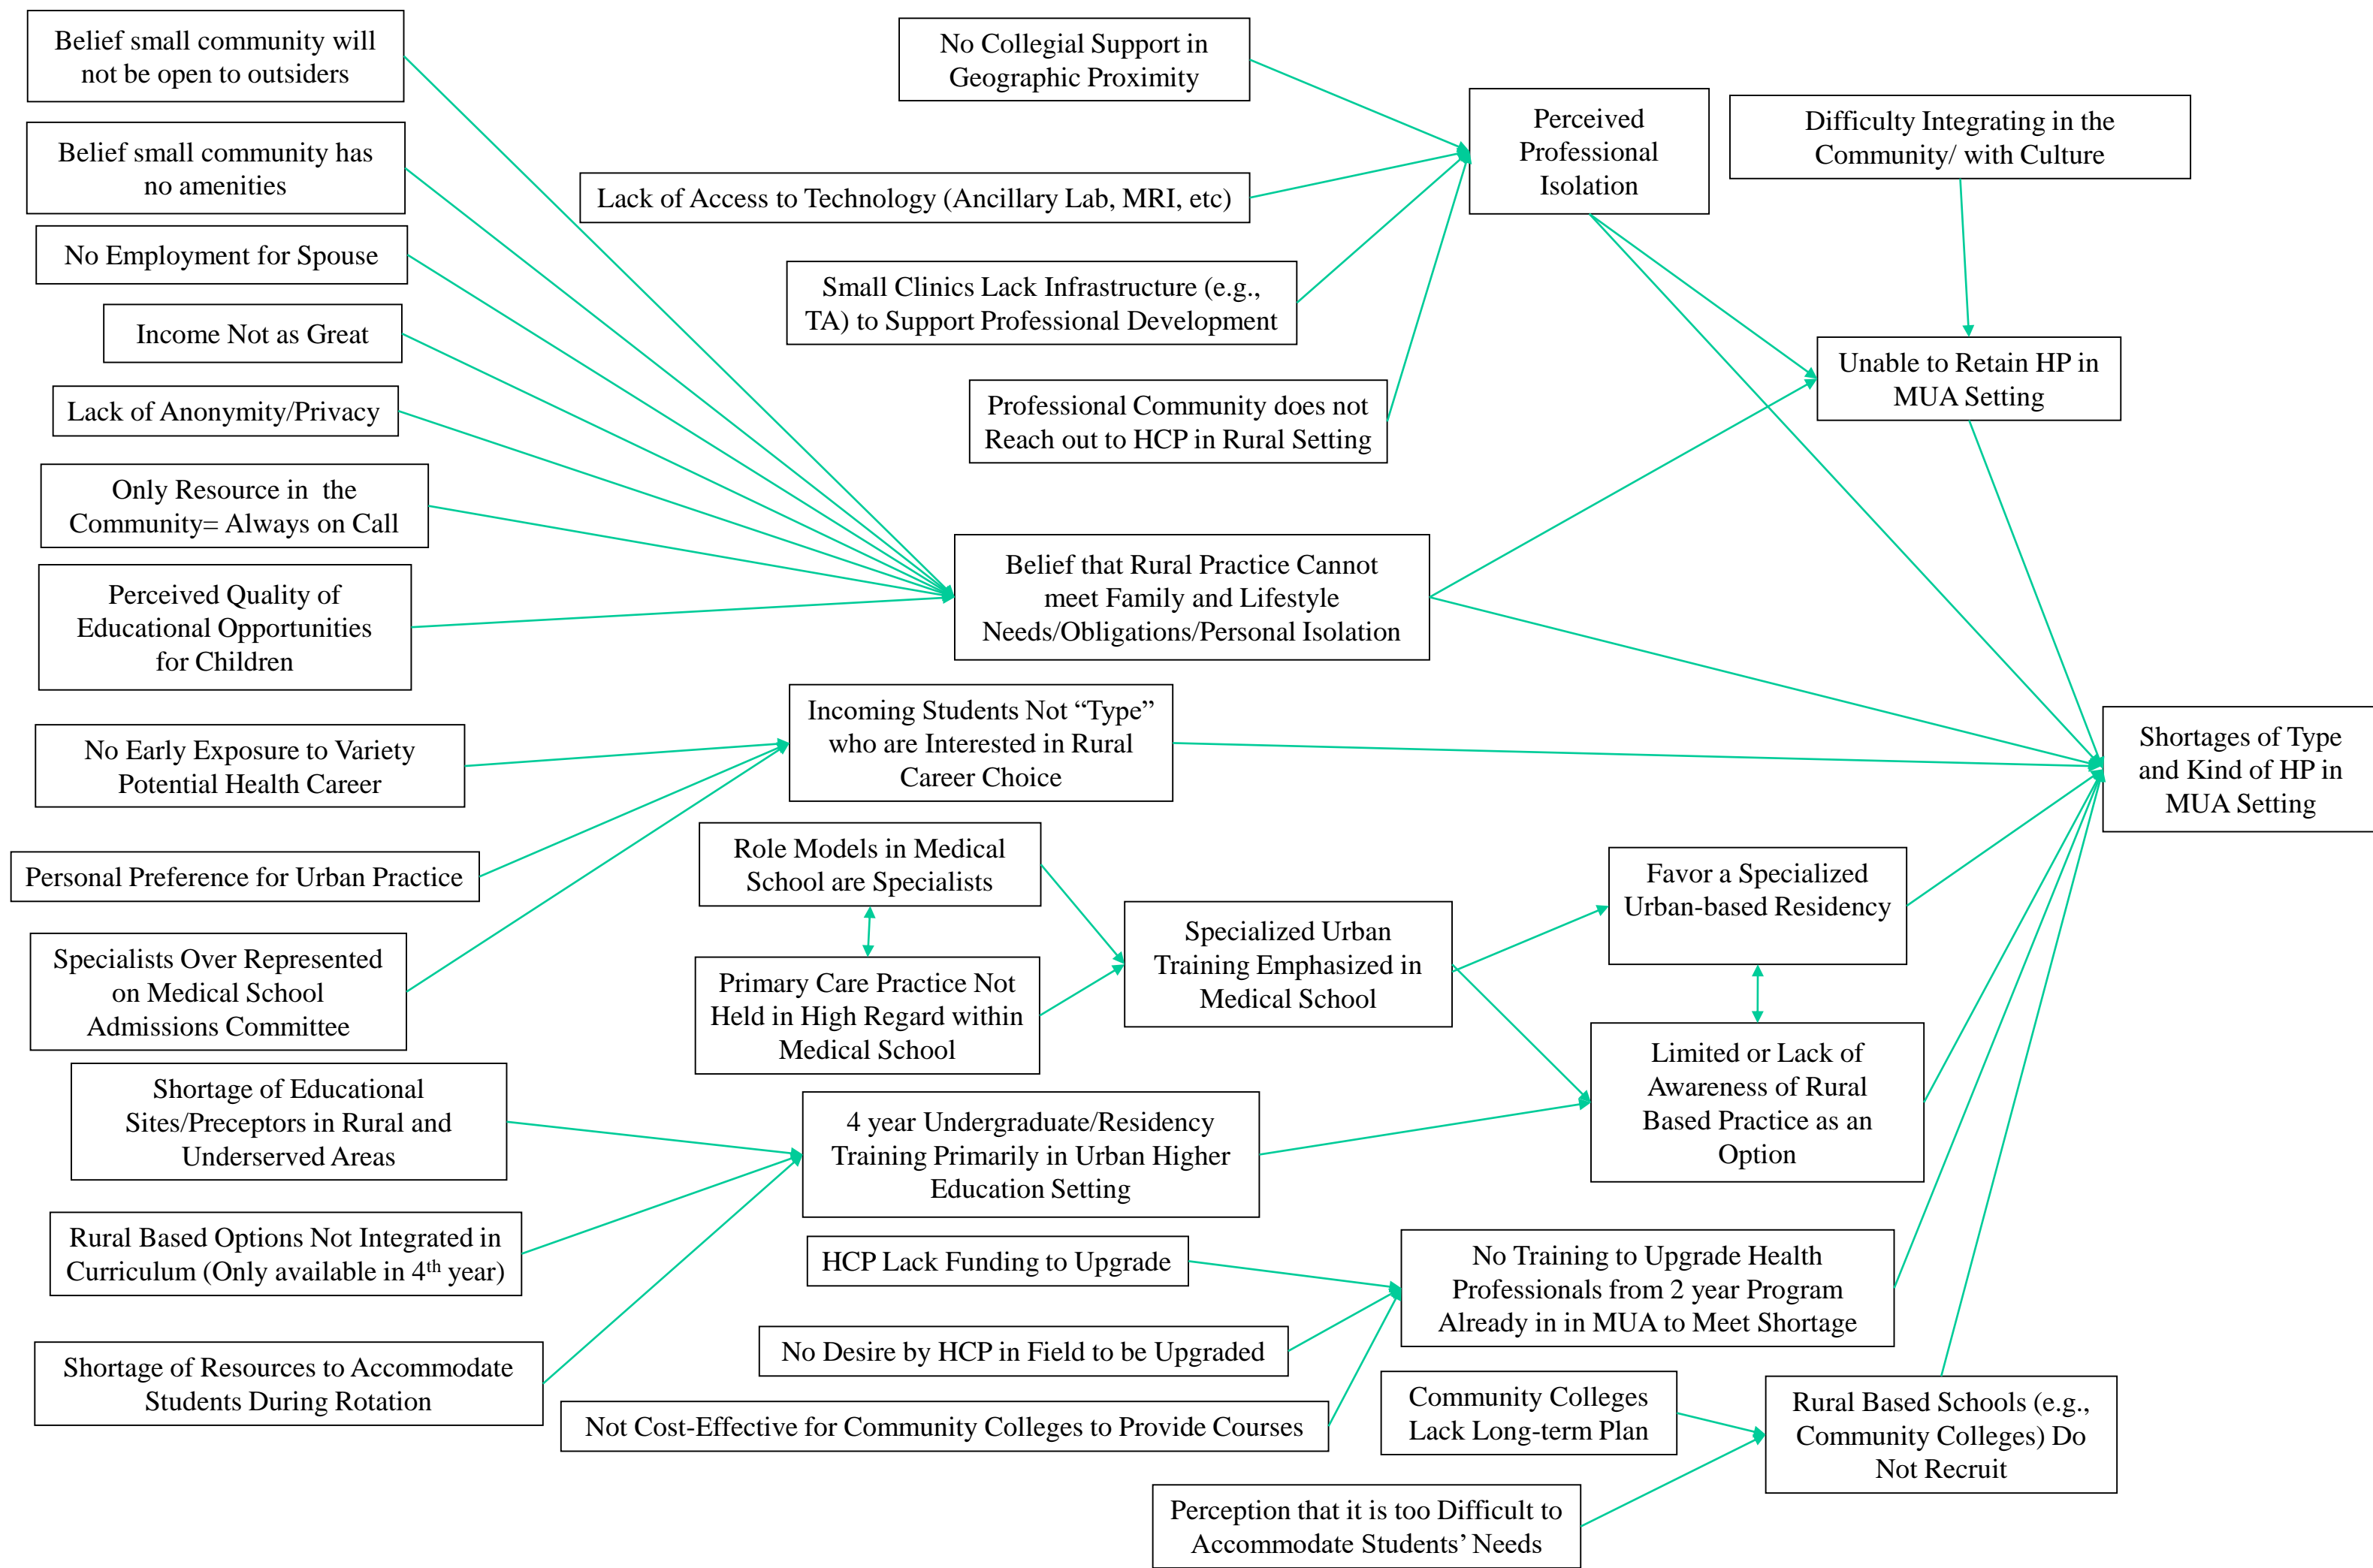 Belief small community will
not be open to outsiders
Belief small community has
no amenities
No Employment for Spouse
Income Not as Great
Lack of Anonymity/Privacy
Only Resource in  the
Community= Always on Call
Perceived Quality of
Educational Opportunities
for Children
No Early Exposure to Variety
Potential Health Career
Personal Preference for Urban Practice
Specialists Over Represented
on Medical School
Admissions Committee
Shortage of Educational
Sites/Preceptors in Rural and
Underserved Areas
Rural Based Options Not Integrated in
Curriculum (Only available in 4th year)
Shortage of Resources to Accommodate
Students During Rotation
No Collegial Support in
Geographic Proximity
Lack of Access to Technology (Ancillary Lab, MRI, etc)
Small Clinics Lack Infrastructure (e.g.,
TA) to Support Professional Development
Professional Community does not
Reach out to HCP in Rural Setting
Belief that Rural Practice Cannot
meet Family and Lifestyle
Needs/Obligations/Personal Isolation
Incoming Students Not “Type”
who are Interested in Rural
Career Choice
Role Models in Medical
School are Specialists
Primary Care Practice Not
Held in High Regard within
Medical School
4 year Undergraduate/Residency
Training Primarily in Urban Higher
Education Setting
HCP Lack Funding to Upgrade
No Desire by HCP in Field to be Upgraded
Not Cost-Effective for Community Colleges to Provide Courses
Perceived
Professional
Isolation
Difficulty Integrating in the
Community/ with Culture
Unable to Retain HP in
MUA Setting
Specialized Urban
Training Emphasized in
Medical School
Favor a Specialized
Urban-based Residency
Limited or Lack of
Awareness of Rural
Based Practice as an
Option
No Training to Upgrade Health
Professionals from 2 year Program
Already in in MUA to Meet Shortage
Community Colleges
Lack Long-term Plan
Perception that it is too Difficult to
Accommodate Students’ Needs
Rural Based Schools (e.g.,
Community Colleges) Do
Not Recruit
Shortages of Type
and Kind of HP in
MUA Setting